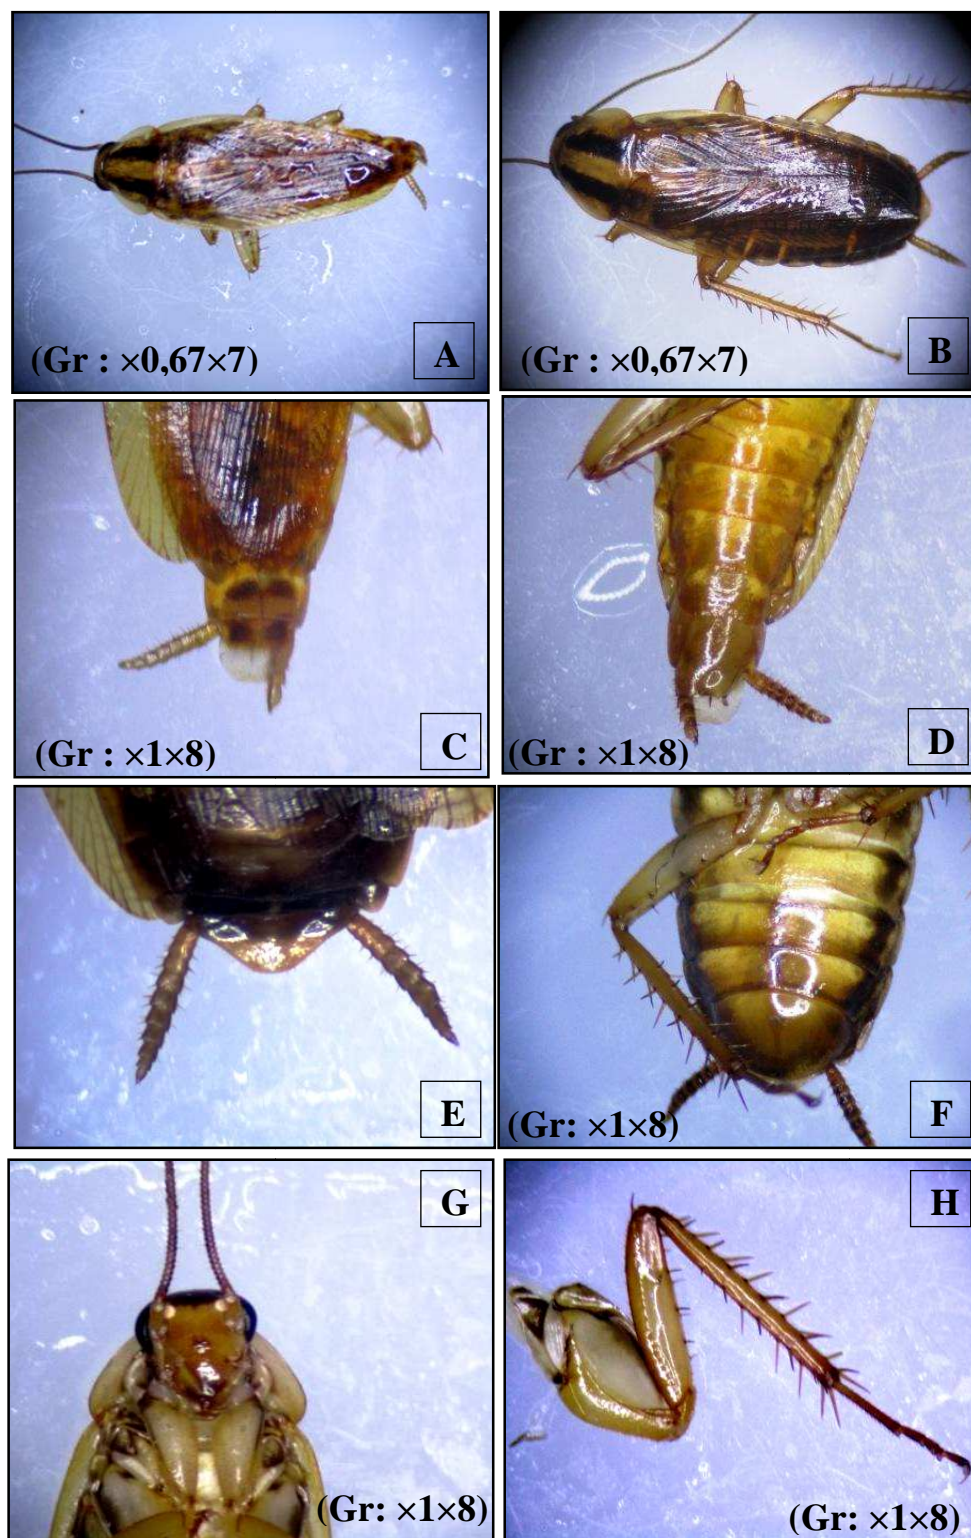 (Gr : ×0,67×7)
A
(Gr : ×0,67×7)
B
(Gr : ×1×8)
C
(Gr : ×1×8)
D
E
(Gr: ×1×8)
F
G
(Gr: ×1×8)
H
(Gr: ×1×8)